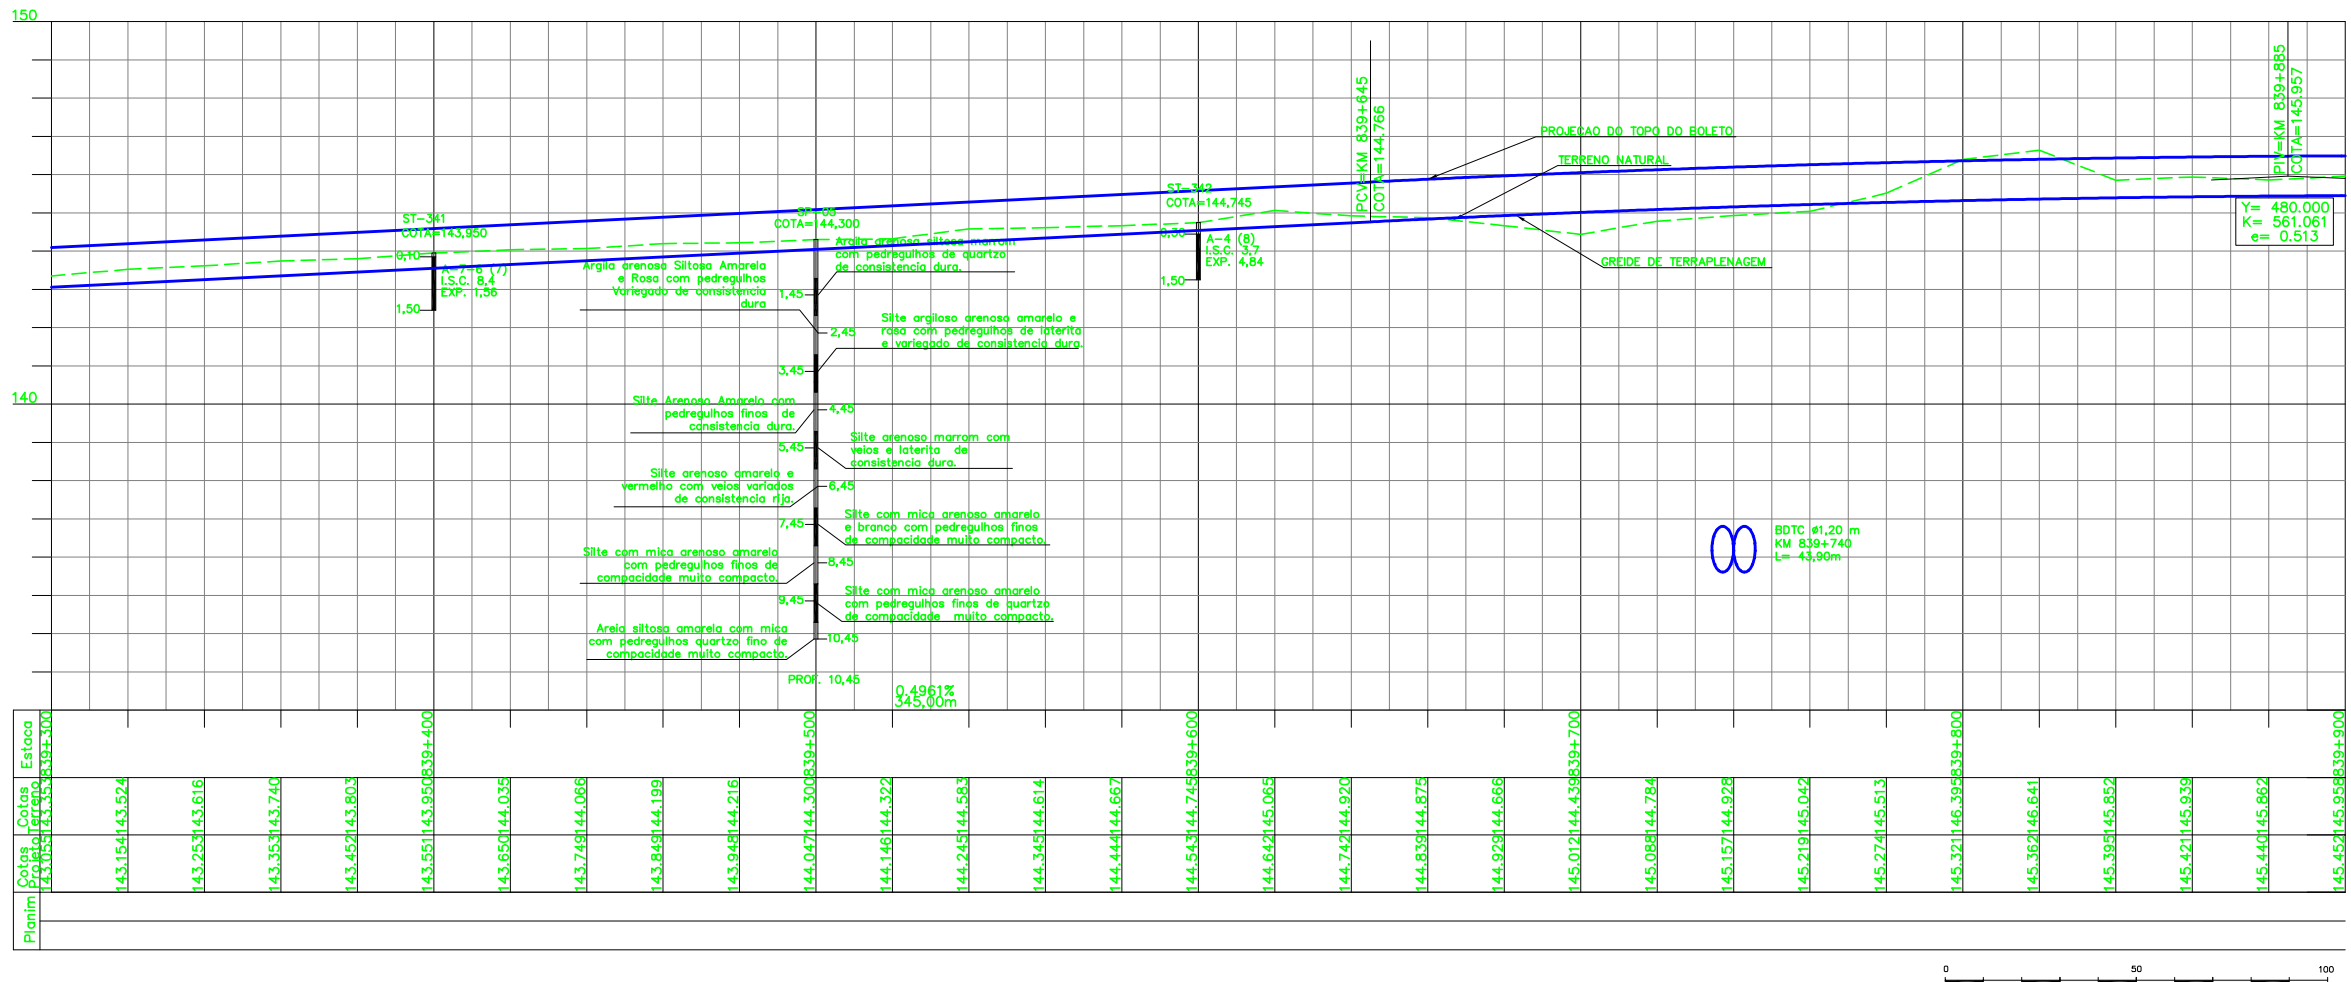 150
PCV=KM 839+645
COTA=144.766
PIV=KM 839+885
COTA=145.957
PROJECAO DO TOPO DO BOLETO
TERRENO NATURAL
GREIDE DE TERRAPLENAGEM
Y= 480.000
K= 561.061
e= 0.513
ST-341
COTA=143,950
0,10
A-7-6 (7)
I.S.C. 8,4
EXP. 1,56
1,50
SP-05
COTA=144,300
Argila arenosa siltosa marrom
com pedregulhos de quartzo
de consistencia dura.
Argila arenosa Siltosa Amarela
e Rosa com pedregulhos
Variegado de consistencia
dura
1,45
2,45
Silte argiloso arenoso amarelo e
rosa com pedregulhos de laterita
e variegado de consistencia dura.
3,45
ST-342
COTA=144,745
0,30
A-4 (8)
I.S.C. 3,7
EXP. 4,84
1,50
140
Silte Arenoso Amarelo com
pedregulhos finos de
consistencia dura.
4,45
5,45
Silte arenoso marrom com
veios e laterita de
consistencia dura.
Silte arenoso amarelo e
vermelho com veios variados
de consistencia rija.
6,45
7,45
Silte com mica arenoso amarelo
e branco com pedregulhos finos
de compacidade muito compacto.
Silte com mica arenoso amarelo
com pedregulhos finos de
compacidade muito compacto.
8,45
9,45
Silte com mica arenoso amarelo
com pedregulhos finos de quartzo
de compacidade muito compacto.
Areia siltosa amarela com mica
com pedregulhos quartzo fino de
compacidade muito compacto.
10,45
PROF. 10,45
BDTC ø1,20 m
KM 839+740
L= 43,90m
0.4961%
345,00m
Estaca
839+300
839+400
839+500
839+600
839+700
839+800
839+900
Cotas
Terreno
143.353
143.524
143.616
143.740
143.803
143.950
144.035
144.066
144.199
144.216
144.300
144.322
144.583
144.614
144.667
144.745
145.065
144.920
144.875
144.666
144.439
144.784
144.928
145.042
145.513
146.395
146.641
145.852
145.939
145.862
145.958
Cotas
Projeto
143.055
143.154
143.253
143.353
143.452
143.551
143.650
143.749
143.849
143.948
144.047
144.146
144.245
144.345
144.444
144.543
144.642
144.742
144.839
144.929
145.012
145.088
145.157
145.219
145.274
145.321
145.362
145.395
145.421
145.440
145.452
Planim
0 50 100